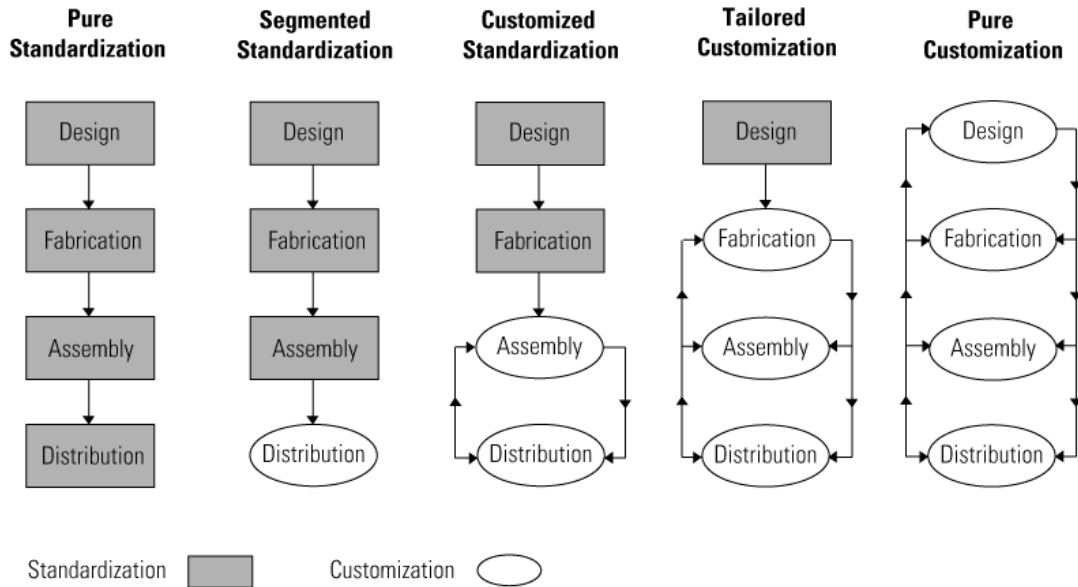 Pure
Standardization
Segmented
Standardization
Customized
Standardization
Tailored
Customization
Pure
Customization
Design
Design
Design
Design
Design
Fabrication
Fabrication
Fabrication
Fabrication
Fabrication
Assembly
Assembly
Assembly
Assembly
Assembly
Distribution
Distribution
Distribution
Distribution
Distribution
Standardization
Customization